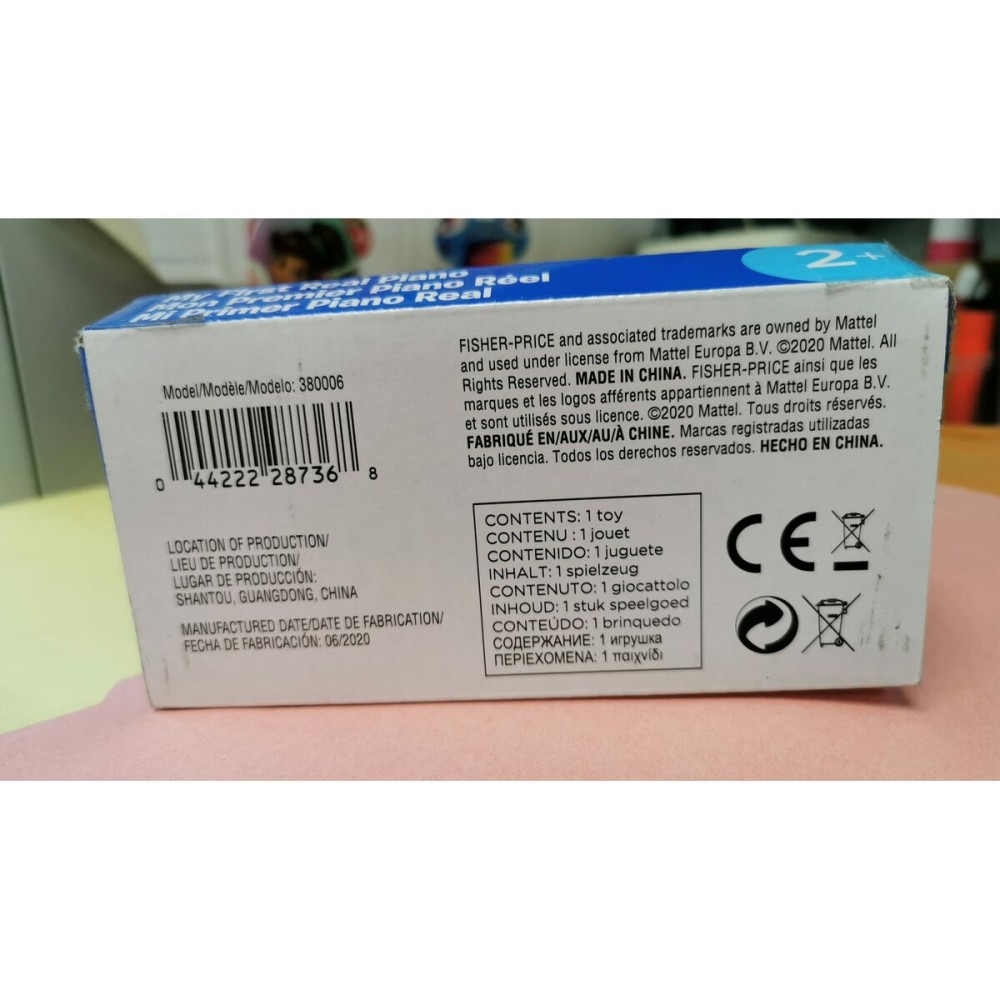 My First Real Piano
Mon Premier Piano Réel
Mi Primer Piano Real
2+
Model/Modèle/Modelo: 380006
0 44222 28736 8
LOCATION OF PRODUCTION/
LIEU DE PRODUCTION/
LUGAR DE PRODUCCIÓN:
SHANTOU, GUANGDONG, CHINA
MANUFACTURED DATE/DATE DE FABRICATION/
FECHA DE FABRICACIÓN: 06/2020
FISHER-PRICE and associated trademarks are owned by Mattel
and used under license from Mattel Europa B.V. ©2020 Mattel. All
Rights Reserved. MADE IN CHINA. FISHER-PRICE ainsi que les
marques et les logos afférents appartiennent à Mattel Europa B.V.
et sont utilisés sous licence. ©2020 Mattel. Tous droits réservés.
FABRIQUÉ EN/AUX/AU/À CHINE. Marcas registradas utilizadas
bajo licencia. Todos los derechos reservados. HECHO EN CHINA.
CONTENTS: 1 toy
CONTENU : 1 jouet
CONTENIDO: 1 juguete
INHALT: 1 spielzeug
CONTENUTO: 1 giocattolo
INHOUD: 1 stuk speelgoed
CONTEÚDO: 1 brinquedo
СОДЕРЖАНИЕ: 1 игрушка
ΠΕΡΙΕΧΟΜΕΝΑ: 1 παιχνίδι
CE